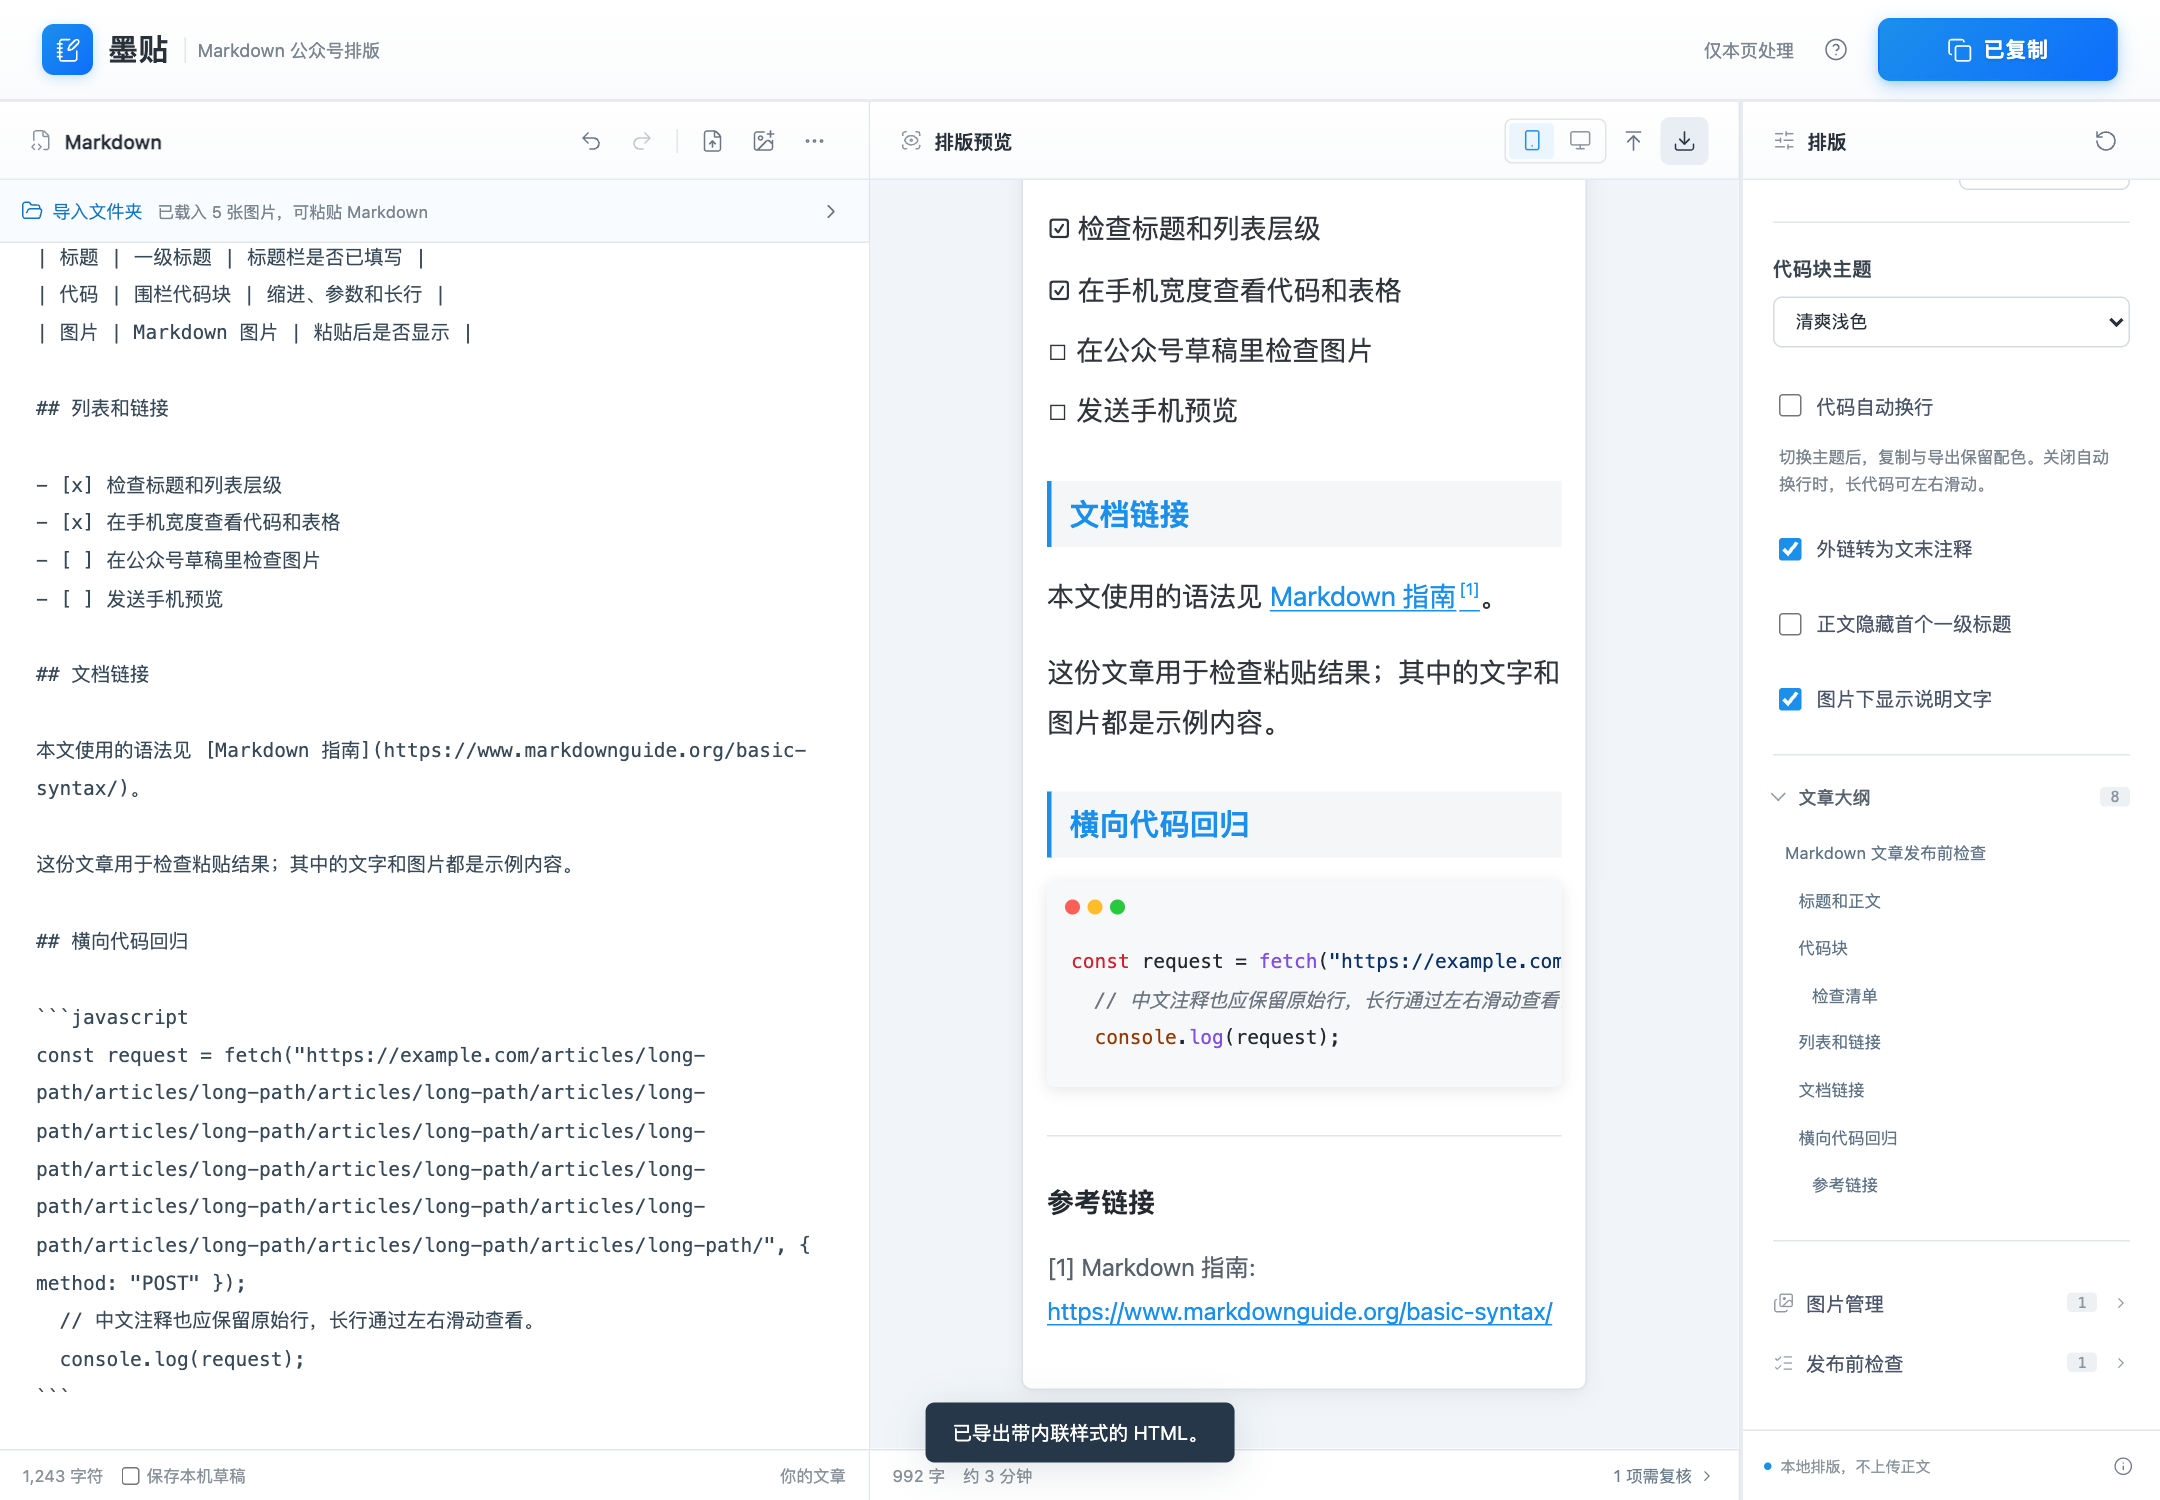 墨贴
Markdown 公众号排版
仅本页处理
已复制
Markdown
导入文件夹 已载入 5 张图片，可粘贴 Markdown
| 标题 | 一级标题 | 标题栏是否已填写 |
| 代码 | 围栏代码块 | 缩进、参数和长行 |
| 图片 | Markdown 图片 | 粘贴后是否显示 |
## 列表和链接
- [x] 检查标题和列表层级
- [x] 在手机宽度查看代码和表格
- [ ] 在公众号草稿里检查图片
- [ ] 发送手机预览
## 文档链接
本文使用的语法见 [Markdown 指南](https://www.markdownguide.org/basic-
syntax/)。
这份文章用于检查粘贴结果；其中的文字和图片都是示例内容。
## 横向代码回归
```javascript
const request = fetch("https://example.com/articles/long-
path/articles/long-path/articles/long-path/articles/long-
path/articles/long-path/articles/long-path/articles/long-
path/articles/long-path/articles/long-path/articles/long-
path/articles/long-path/articles/long-path/articles/long-
path/articles/long-path/articles/long-path/articles/long-path/", {
method: "POST" });
  // 中文注释也应保留原始行，长行通过左右滑动查看。
  console.log(request);
```
1,243 字符
保存本机草稿
你的文章
排版预览
☑ 检查标题和列表层级
☑ 在手机宽度查看代码和表格
☐ 在公众号草稿里检查图片
☐ 发送手机预览
文档链接
本文使用的语法见 Markdown 指南[1]。
这份文章用于检查粘贴结果；其中的文字和
图片都是示例内容。
横向代码回归
const request = fetch("https://example.com
  // 中文注释也应保留原始行，长行通过左右滑动查看
  console.log(request);
参考链接
[1] Markdown 指南:
https://www.markdownguide.org/basic-syntax/
已导出带内联样式的 HTML。
992 字
约 3 分钟
1 项需复核
排版
代码块主题
清爽浅色
代码自动换行
切换主题后，复制与导出保留配色。关闭自动
换行时，长代码可左右滑动。
外链转为文末注释
正文隐藏首个一级标题
图片下显示说明文字
文章大纲 8
Markdown 文章发布前检查
标题和正文
代码块
检查清单
列表和链接
文档链接
横向代码回归
参考链接
图片管理 1
发布前检查 1
本地排版，不上传正文